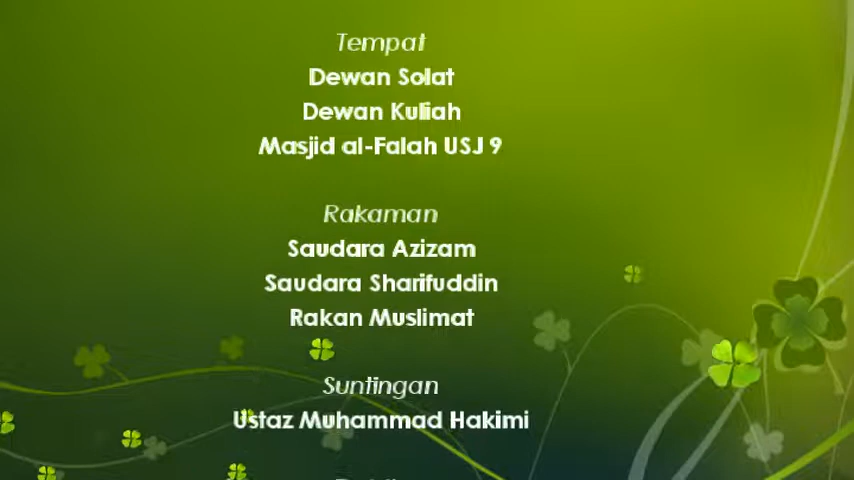 Tempat
Dewan Solat
Dewan Kuliah
Masjid al-Falah USJ 9
Rakaman
Saudara Azizam
Saudara Sharifuddin
Rakan Muslimat
Suntingan
Ustaz Muhammad Hakimi